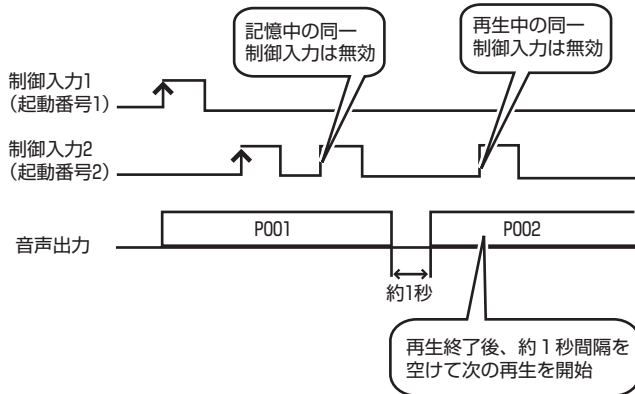 記憶中の同一
制御入力は無効
再生中の同一
制御入力は無効
制御入力1
（起動番号1）
制御入力2
（起動番号2）
音声出力
P001
P002
約1秒
再生終了後、約1秒間隔を
空けて次の再生を開始